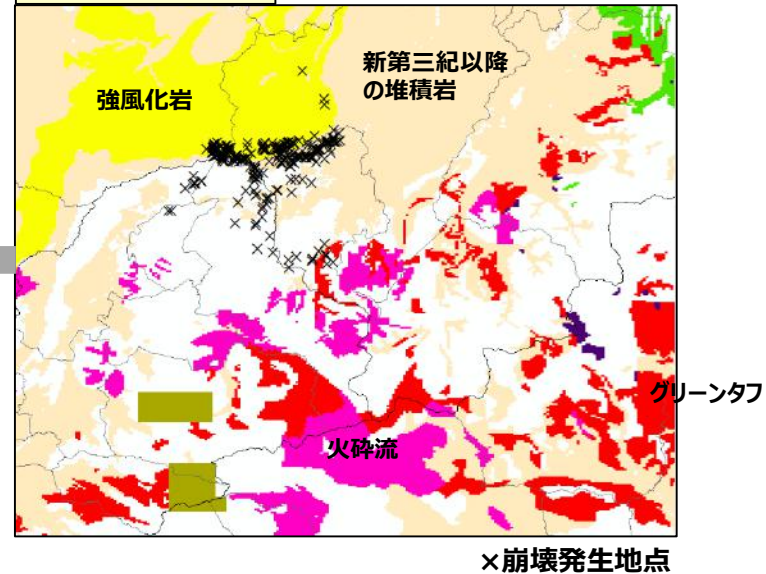 新第三紀以降
の堆積岩
強風化岩
グリーンタフ
火砕流
×崩壊発生地点